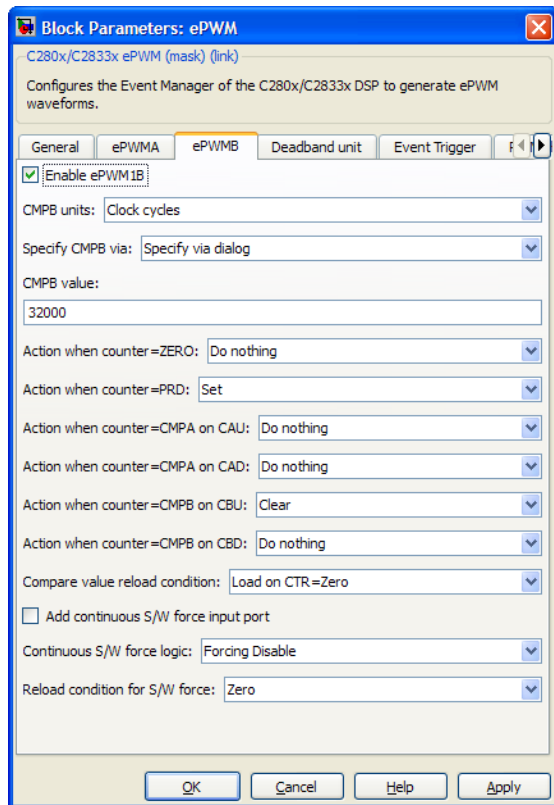 Block Parameters: ePWM
C280x/C2833x ePWM (mask) (link)
Configures the Event Manager of the C280x/C2833x DSP to generate ePWM
waveforms.
General ePWMA ePWMB Deadband unit Event Trigger
Enable ePWM1B
CMPB units: Clock cycles
Specify CMPB via: Specify via dialog
CMPB value:
32000
Action when counter=ZERO: Do nothing
Action when counter=PRD: Set
Action when counter=CMPA on CAU: Do nothing
Action when counter=CMPA on CAD: Do nothing
Action when counter=CMPB on CBU: Clear
Action when counter=CMPB on CBD: Do nothing
Compare value reload condition: Load on CTR=Zero
Add continuous S/W force input port
Continuous S/W force logic: Forcing Disable
Reload condition for S/W force: Zero
OK Cancel Help Apply